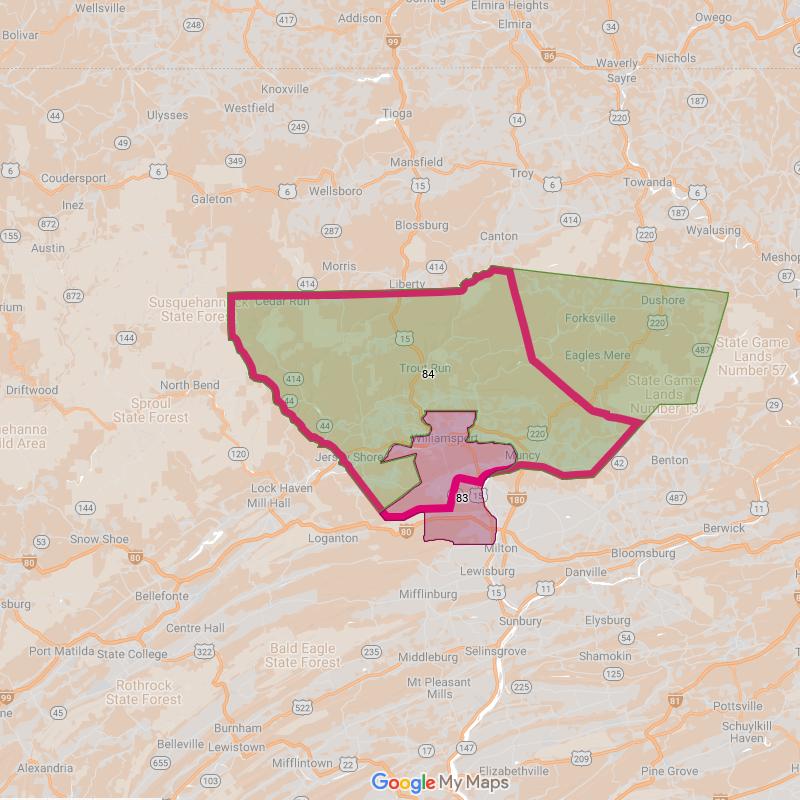 Wellsville
Addison
Elmira Heights
Owego
Bolivar
248
417
99
Elmira
34
86
Waverly
Sayre
Nichols
Knoxville
Westfield
Tioga
44
Ulysses
249
14
220
187
49
349
Mansfield
6
Coudersport
6
6
Wellsboro
15
Troy
6
Towanda
6
Inez
Galeton
187
872
287
Blossburg
414
Wyalusing
155
Austin
Canton
220
Morris
414
414
Liberty
87
872
Susquehannock
State Forest
Cedar Run
Dushore
Forksville
220
144
15
Eagles Mere
487
State Game
Lands
Number 57
Trout Run
84
414
State Game
Lands
Number 13
Driftwood
North Bend
44
Sproul
State Forest
29
44
Williamsport
220
120
Jersey Shore
Muncy
42
Benton
Lock Haven
Mill Hall
83
15
180
487
144
11
53
Snow Shoe
80
Loganton
80
Berwick
80
80
Milton
Bloomsburg
Lewisburg
Danville
Bellefonte
Mifflinburg
15
11
Centre Hall
Sunbury
Elysburg
54
Port Matilda
State College
322
Bald Eagle
State Forest
235
Middleburg
Selinsgrove
Shamokin
125
Rothrock
State Forest
Mt Pleasant
Mills
225
99
45
522
81
Pottsville
Burnham
Schuylkill
Haven
Belleville
Lewistown
17
147
655
Mifflintown
22
209
Alexandria
103
Google My Maps
Elizabethville
Pine Grove